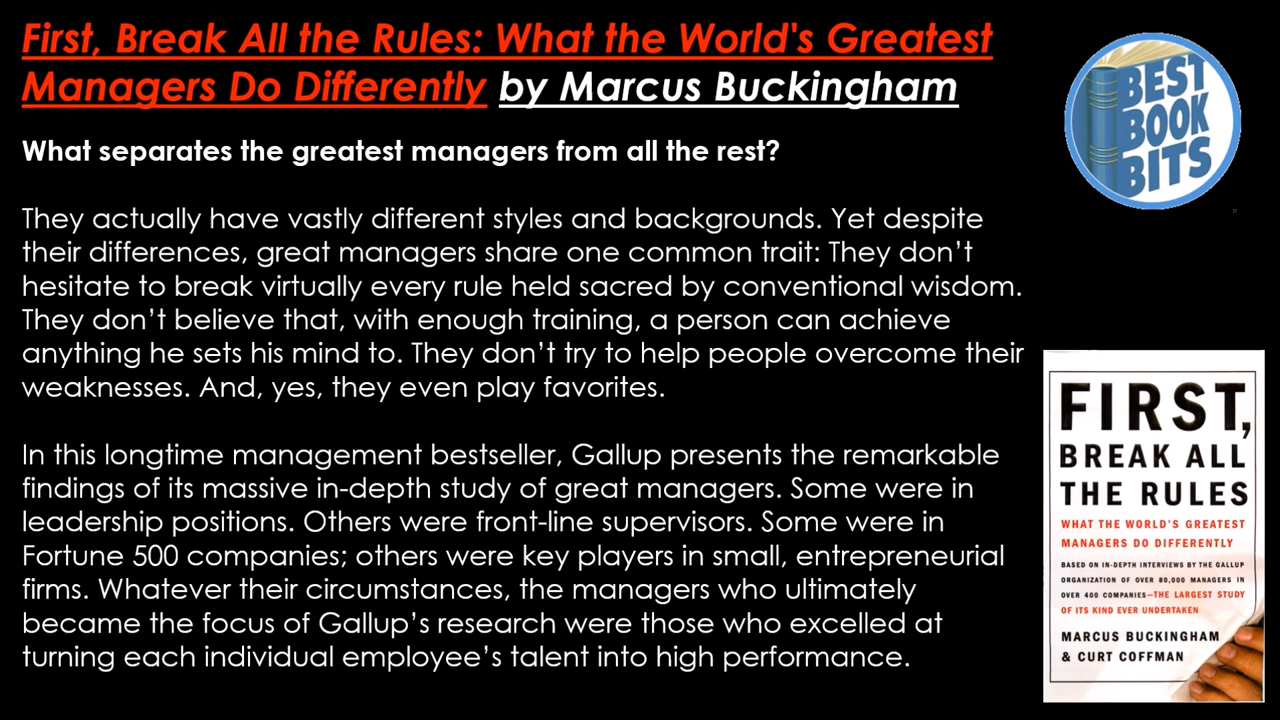 First, Break All the Rules: What the World's Greatest
Managers Do Differently by Marcus Buckingham
What separates the greatest managers from all the rest?
They actually have vastly different styles and backgrounds. Yet despite
their differences, great managers share one common trait: They don’t
hesitate to break virtually every rule held sacred by conventional wisdom.
They don’t believe that, with enough training, a person can achieve
anything he sets his mind to. They don’t try to help people overcome their
weaknesses. And, yes, they even play favorites.
In this longtime management bestseller, Gallup presents the remarkable
findings of its massive in-depth study of great managers. Some were in
leadership positions. Others were front-line supervisors. Some were in
Fortune 500 companies; others were key players in small, entrepreneurial
firms. Whatever their circumstances, the managers who ultimately
became the focus of Gallup’s research were those who excelled at
turning each individual employee’s talent into high performance.
BEST
BOOK
BITS
FIRST,
BREAK ALL
THE RULES
WHAT THE WORLD'S GREATEST
MANAGERS DO DIFFERENTLY
BASED ON IN-DEPTH INTERVIEWS BY THE GALLUP
ORGANIZATION OF OVER 80,000 MANAGERS IN
OVER 400 COMPANIES—THE LARGEST STUDY
OF ITS KIND EVER UNDERTAKEN
MARCUS BUCKINGHAM
& CURT COFFMAN